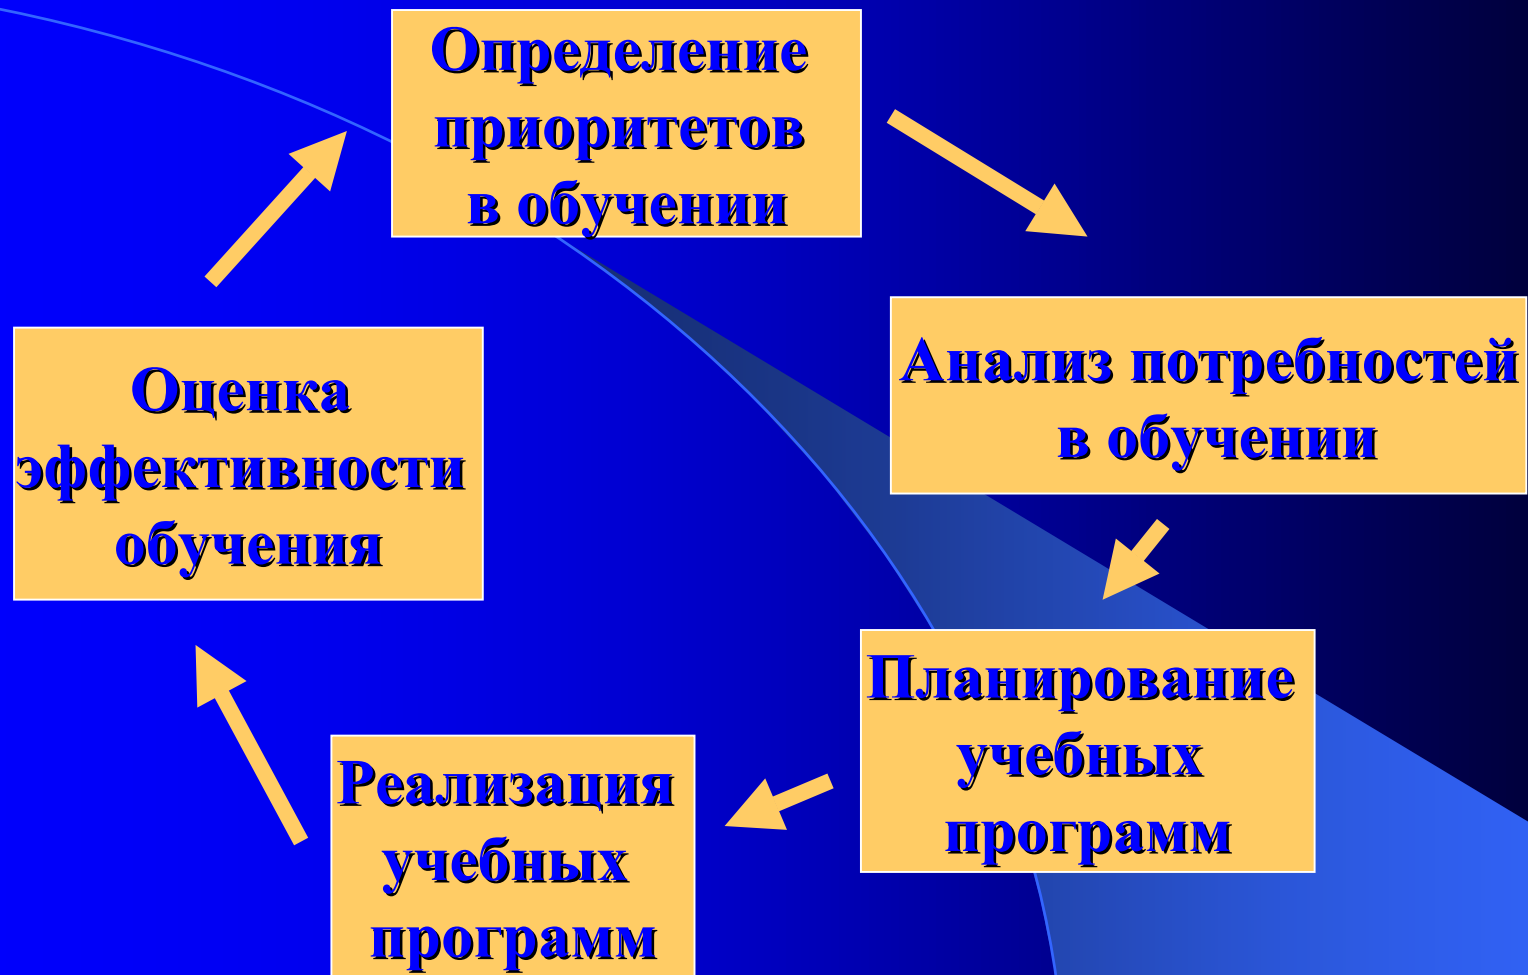 Определение
приоритетов
в обучении
Анализ потребностей
в обучении
Планирование
учебных
программ
Реализация
учебных
программ
Оценка
эффективности
обучения